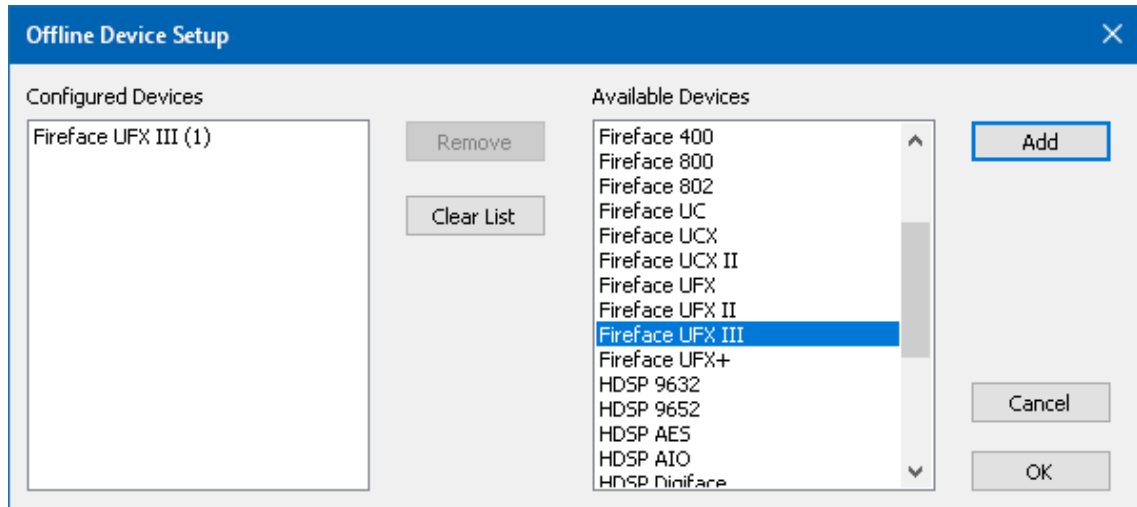 Offline Device Setup
Configured Devices
Fireface UFX III (1)
Remove
Clear List
Available Devices
Fireface 400
Fireface 800
Fireface 802
Fireface UC
Fireface UCX
Fireface UCX II
Fireface UFX
Fireface UFX II
Fireface UFX III
Fireface UFX+
HDSP 9632
HDSP 9652
HDSP AES
HDSP AIO
HDSP Digiface
Add
Cancel
OK